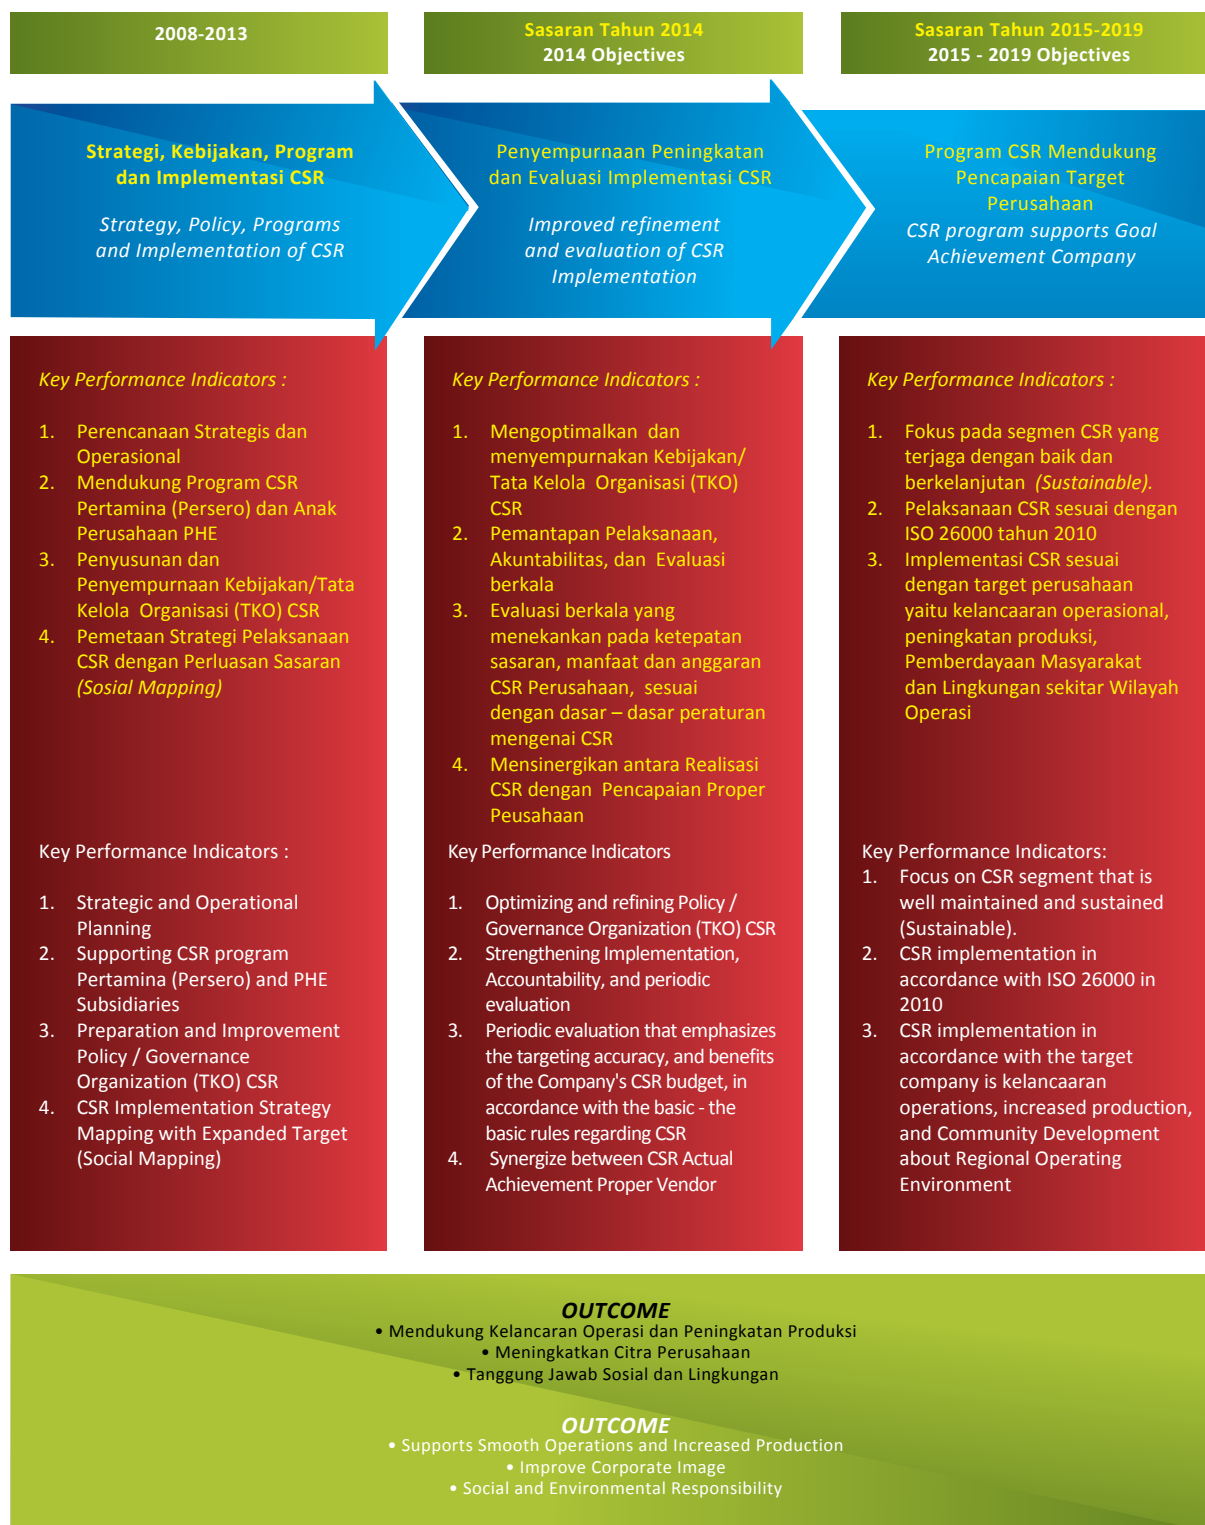 2008-2013
Sasaran Tahun 2014
2014 Objectives
Sasaran Tahun 2015-2019
2015 - 2019 Objectives
Strategi, Kebijakan, Program
dan Implementasi CSR
Strategy, Policy, Programs
and Implementation of CSR
Penyempurnaan Peningkatan
dan Evaluasi Implementasi CSR
Improved refinement
and evaluation of CSR
Implementation
Program CSR Mendukung
Pencapaian Target
Perusahaan
CSR program supports Goal
Achievement Company
Key Performance Indicators :
1. Perencanaan Strategis dan
Operasional
2. Mendukung Program CSR
Pertamina (Persero) dan Anak
Perusahaan PHE
3. Penyusunan dan
Penyempurnaan Kebijakan/Tata
Kelola Organisasi (TKO) CSR
4. Pemetaan Strategi Pelaksanaan
CSR dengan Perluasan Sasaran
(Sosial Mapping)
Key Performance Indicators :
1. Strategic and Operational
Planning
2. Supporting CSR program
Pertamina (Persero) and PHE
Subsidiaries
3. Preparation and Improvement
Policy / Governance
Organization (TKO) CSR
4. CSR Implementation Strategy
Mapping with Expanded Target
(Social Mapping)
Key Performance Indicators :
1. Mengoptimalkan dan
menyempurnakan Kebijakan/
Tata Kelola Organisasi (TKO)
CSR
2. Pemantapan Pelaksanaan,
Akuntabilitas, dan Evaluasi
berkala
3. Evaluasi berkala yang
menekankan pada ketepatan
sasaran, manfaat dan anggaran
CSR Perusahaan, sesuai
dengan dasar – dasar peraturan
mengenai CSR
4. Mensinergikan antara Realisasi
CSR dengan Pencapaian Proper
Peusahaan
Key Performance Indicators
1. Optimizing and refining Policy /
Governance Organization (TKO) CSR
2. Strengthening Implementation,
Accountability, and periodic
evaluation
3. Periodic evaluation that emphasizes
the targeting accuracy, and benefits
of the Company's CSR budget, in
accordance with the basic - the
basic rules regarding CSR
4. Synergize between CSR Actual
Achievement Proper Vendor
Key Performance Indicators :
1. Fokus pada segmen CSR yang
terjaga dengan baik dan
berkelanjutan (Sustainable).
2. Pelaksanaan CSR sesuai dengan
ISO 26000 tahun 2010
3. Implementasi CSR sesuai
dengan target perusahaan
yaitu kelancaaran operasional,
peningkatan produksi,
Pemberdayaan Masyarakat
dan Lingkungan sekitar Wilayah
Operasi
Key Performance Indicators:
1. Focus on CSR segment that is
well maintained and sustained
(Sustainable).
2. CSR implementation in
accordance with ISO 26000 in
2010
3. CSR implementation in
accordance with the target
company is kelancaaran
operations, increased production,
and Community Development
about Regional Operating
Environment
OUTCOME
• Mendukung Kelancaran Operasi dan Peningkatan Produksi
• Meningkatkan Citra Perusahaan
• Tanggung Jawab Sosial dan Lingkungan
OUTCOME
• Supports Smooth Operations and Increased Production
• Improve Corporate Image
• Social and Environmental Responsibility